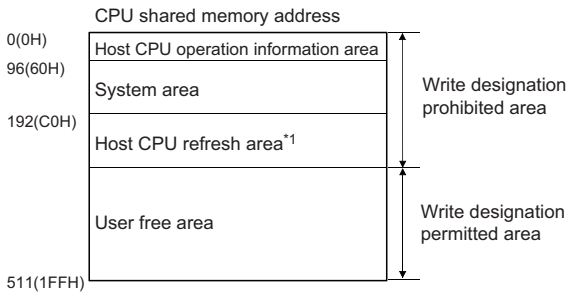 CPU shared memory address
0(0H)
Host CPU operation information area
96(60H)
System area
Write designation
prohibited area
192(C0H)
Host CPU refresh area*1
User free area
Write designation
permitted area
511(1FFH)